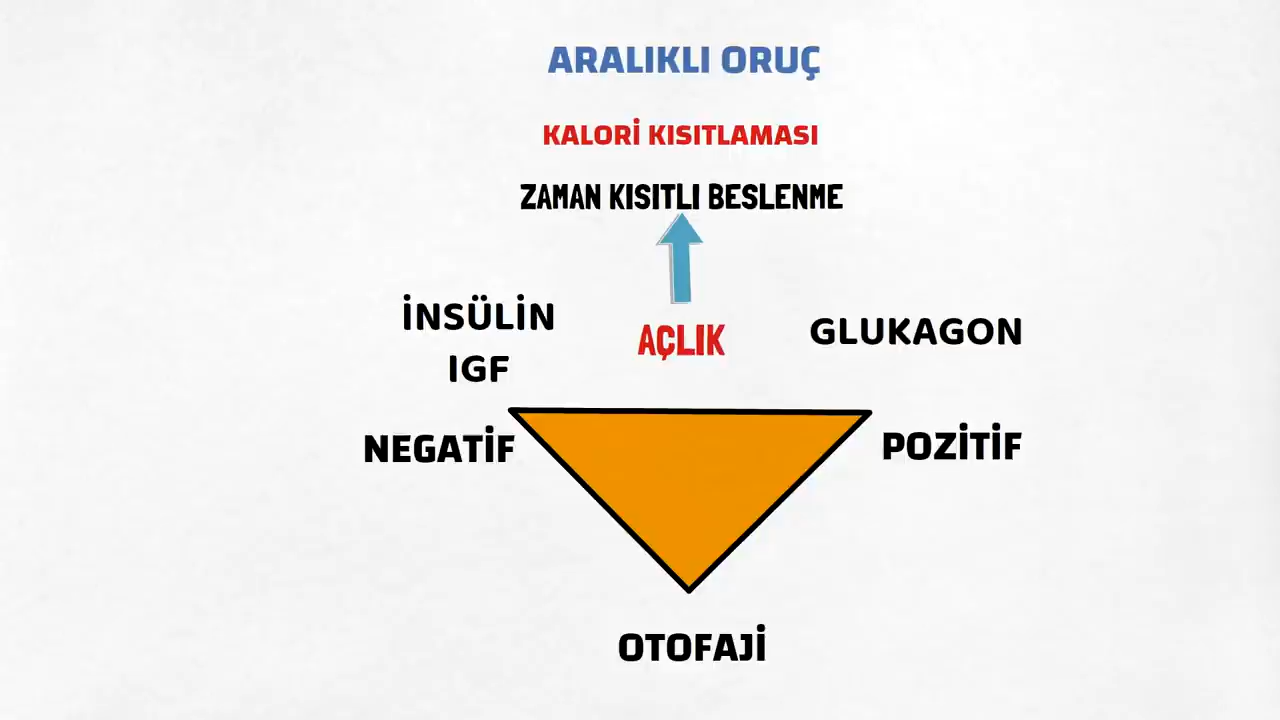 ARALIKLI ORUÇ
KALORİ KISITLAMASI
ZAMAN KISITLI BESLENME
İNSÜLİN
IGF
AÇLIK
GLUKAGON
NEGATİF
POZİTİF
OTOFAJİ